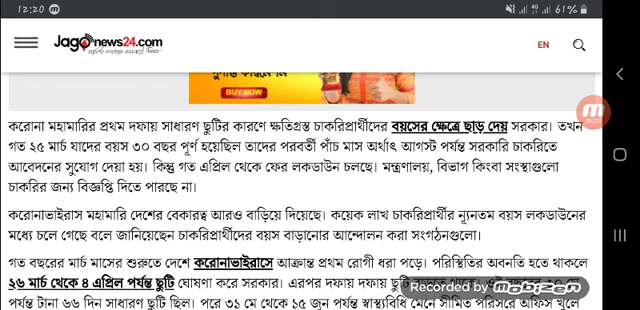 12:20
4G
61%
Jagonews24.com
EN
BUY NOW
করোনা মহামারির প্রথম দফায় সাধারণ ছুটির কারণে ক্ষতিগ্রস্ত চাকরিপ্রার্থীদের বয়সের ক্ষেত্রে ছাড় দেয় সরকার। তখন
গত ২৫ মার্চ যাদের বয়স ৩০ বছর পূর্ণ হয়েছিল তাদের পরবর্তী পাঁচ মাস অর্থাৎ আগস্ট পর্যন্ত সরকারি চাকরিতে
আবেদনের সুযোগ দেয়া হয়। কিন্তু গত এপ্রিল থেকে ফের লকডাউন চলছে। মন্ত্রণালয়, বিভাগ কিংবা সংস্থাগুলো
চাকরির জন্য বিজ্ঞপ্তি দিতে পারছে না।
করোনাভাইরাস মহামারি দেশের বেকারত্ব আরও বাড়িয়ে দিয়েছে। কয়েক লাখ চাকরিপ্রার্থীর ন্যূনতম বয়স লকডাউনের
মধ্যে চলে গেছে বলে জানিয়েছেন চাকরিপ্রার্থীদের বয়স বাড়ানোর আন্দোলন করা সংগঠনগুলো।
গত বছরের মার্চ মাসের শুরুতে দেশে করোনাভাইরাসে আক্রান্ত প্রথম রোগী ধরা পড়ে। পরিস্থিতির অবনতি হতে থাকলে
২৬ মার্চ থেকে ৪ এপ্রিল পর্যন্ত ছুটি ঘোষণা করে সরকার। এরপর দফায় দফায় ছুটি
পর্যন্ত টানা ৬৬ দিন সাধারণ ছুটি ছিল। পরে ৩১ মে থেকে ১৫ জুন পর্যন্ত স্বাস্থ্যবিধি মেনে সীমিত পরিসরে অফিস খুলে
Recorded by mobizen